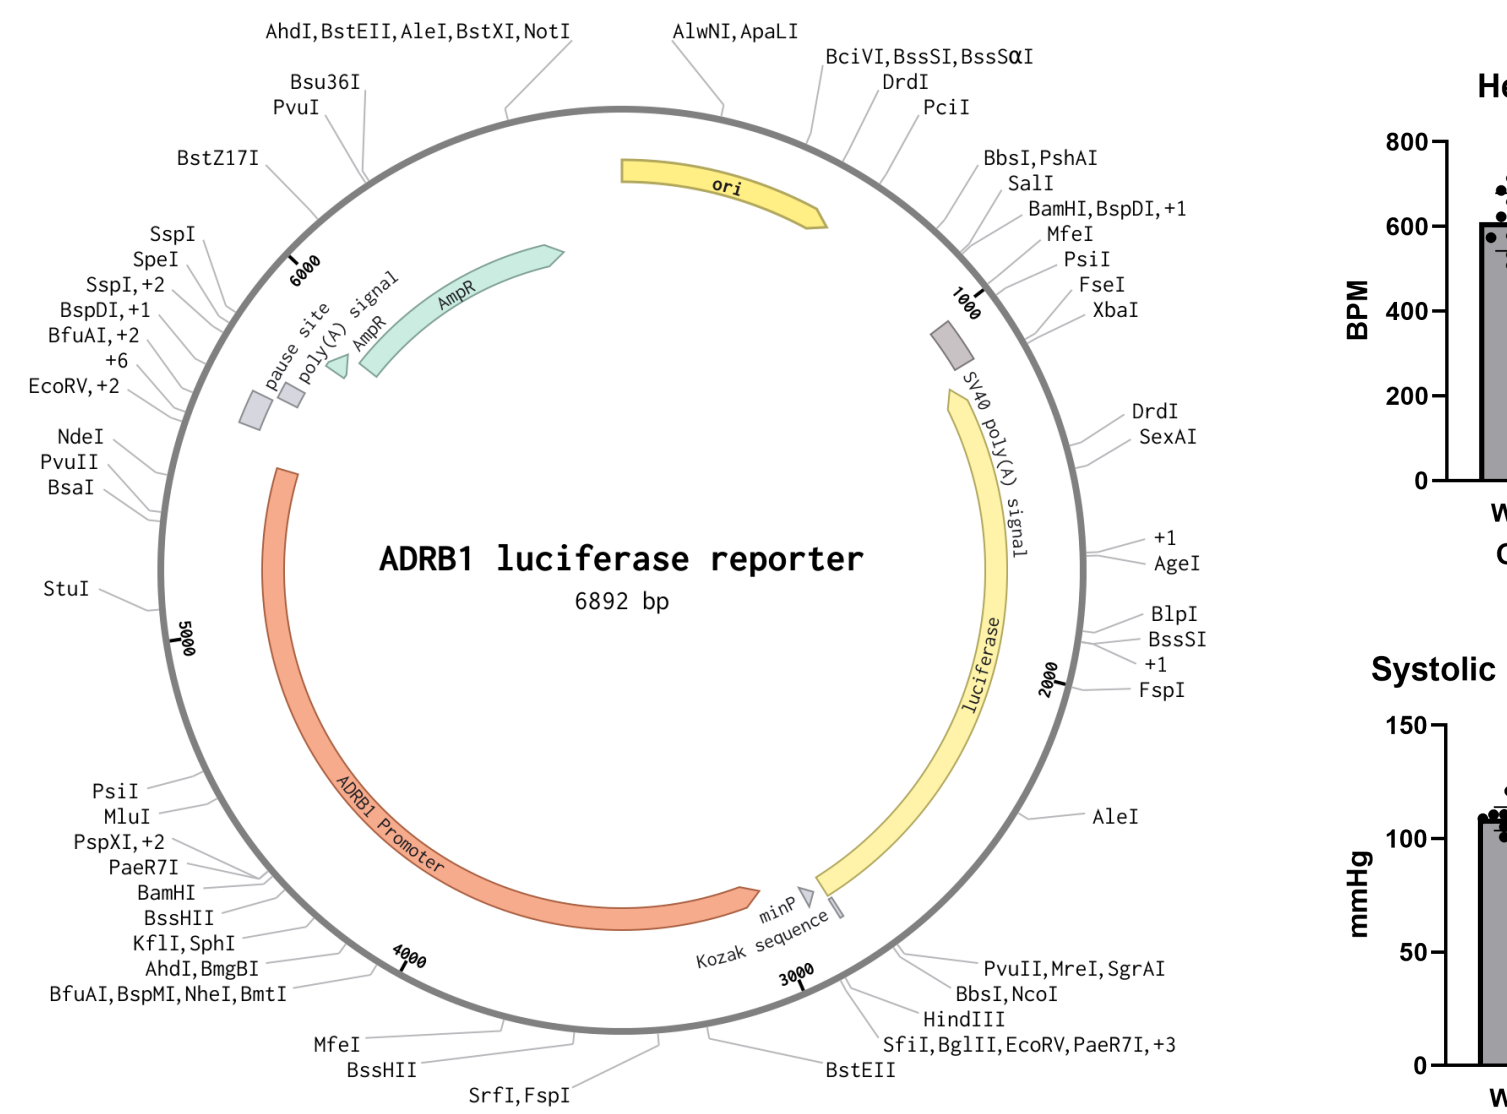 AhdI,BstEII,AleI,BstXI,NotI
AlwNI,ApaLI
BciVI,BssSI,BssSαI
DrdI
PciI
Bsu36I
PvuI
BstZ17I
BbsI,PshAI
SalI
BamHI,BspDI,+1
MfeI
PsiI
FseI
XbaI
SspI
SpeI
SspI,+2
BspDI,+1
BfuAI,+2
+6
EcoRV,+2
NdeI
PvuII
BsaI
StuI
DrdI
SexAI
+1
AgeI
BlpI
BssSI
+1
FspI
AleI
PsiI
MluI
PspXI,+2
PaeR7I
BamHI
BssHII
KflI,SphI
AhdI,BmgBI
BfuAI,BspMI,NheI,BmtI
MfeI
BssHII
SrfI,FspI
BstEII
SfiI,BglII,EcoRV,PaeR7I,+3
HindIII
BbsI,NcoI
PvuII,MreI,SgrAI
ori
AmpR
AmpR
poly(A) signal
pause site
SV40 poly(A) signal
luciferase
minP
Kozak sequence
ADRB1 Promoter
1000
2000
3000
4000
5000
6000
ADRB1 luciferase reporter
6892 bp
He
BPM
800
600
400
200
0
W
Systolic
mmHg
150
100
50
0
W